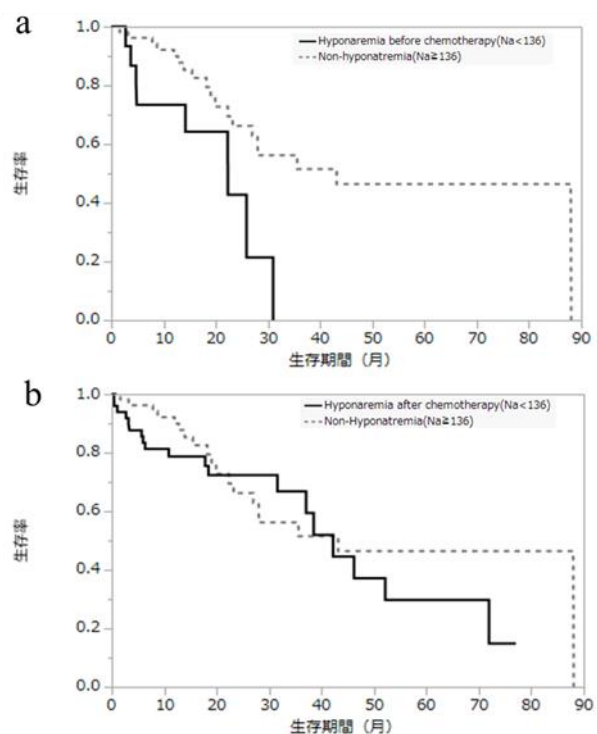 a
1.0
0.8
0.6
0.4
0.2
0.0
生存率
Hyponaremia before chemotherapy(Na<136)
Non-hyponatremia(Na≧136)
0 10 20 30 40 50 60 70 80 90
生存期間（月）
b
1.0
0.8
0.6
0.4
0.2
0.0
生存率
Hyponaremia after chemotherapy(Na<136)
Non-Hyponatremia(Na≧136)
0 10 20 30 40 50 60 70 80 90
生存期間（月）